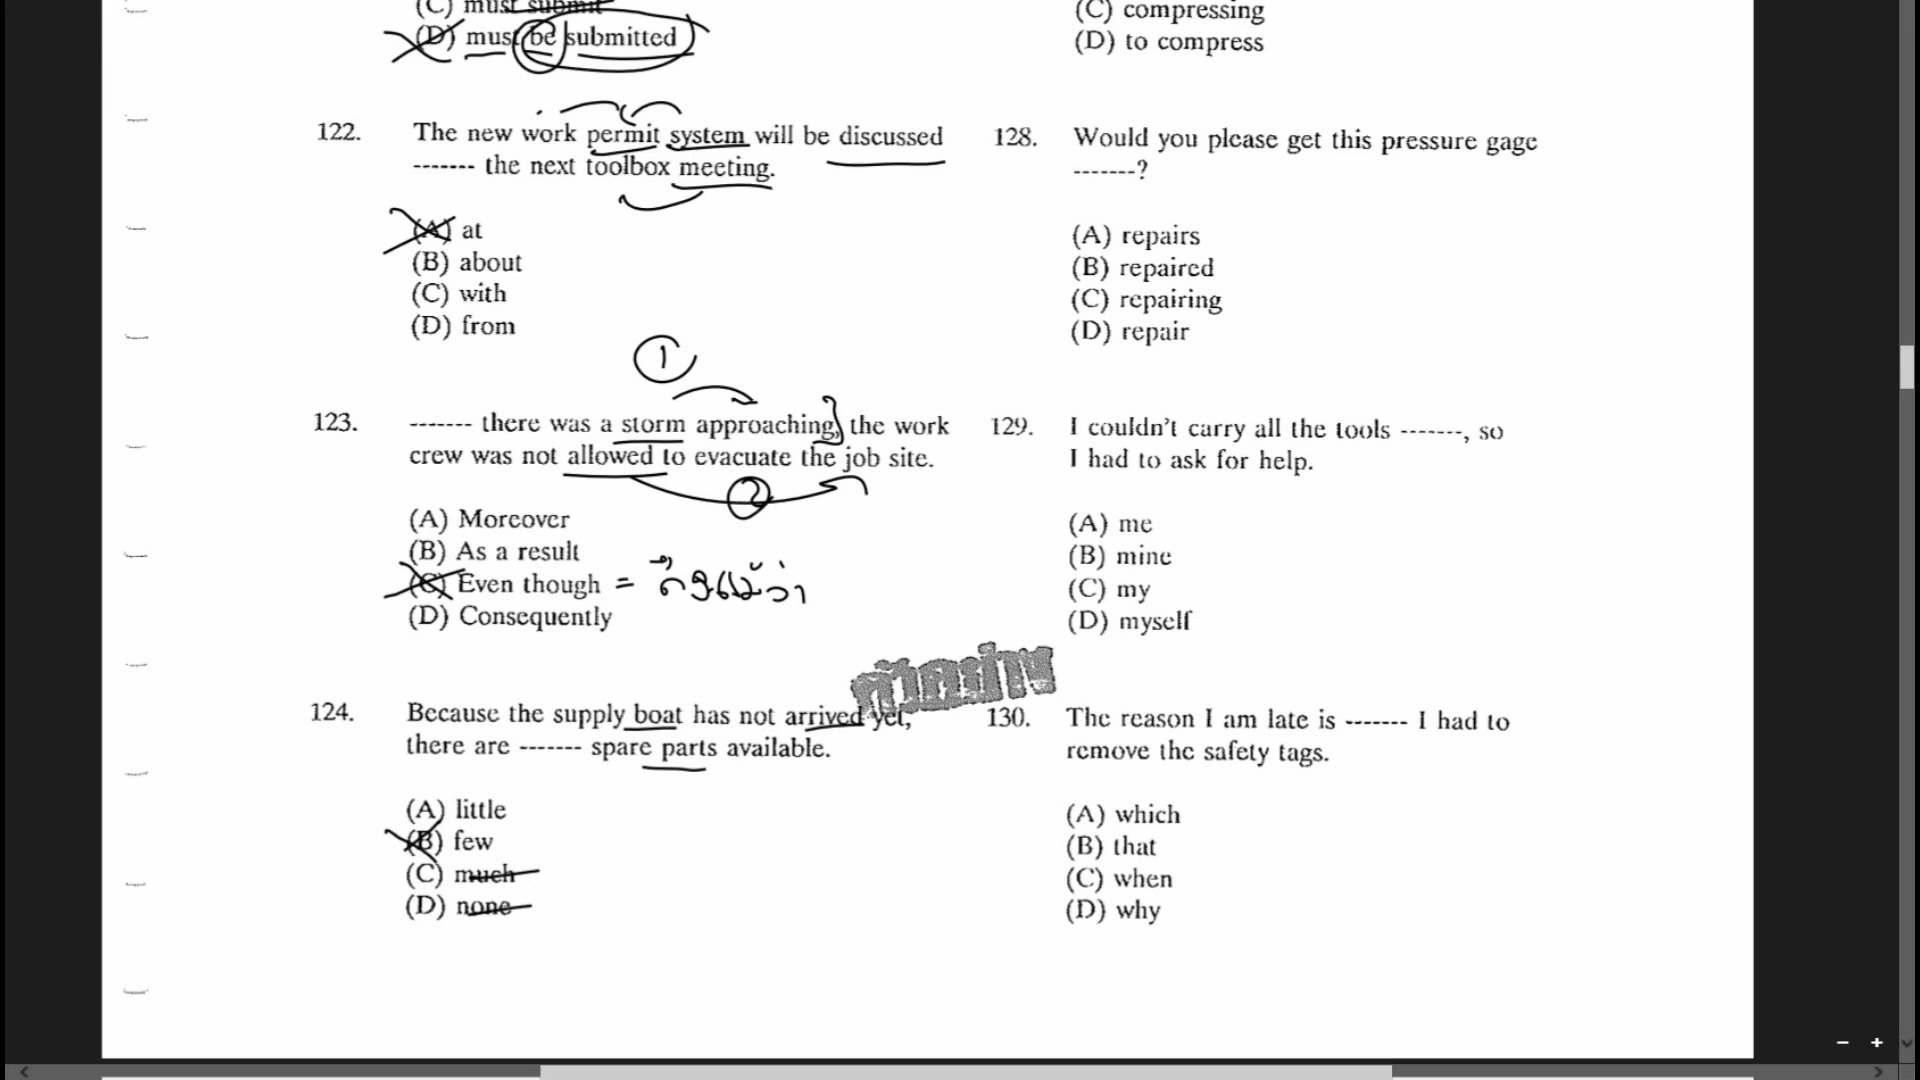 (C) must submit
(D) must be submitted
122. The new work permit system will be discussed
------- the next toolbox meeting.
(A) at
(B) about
(C) with
(D) from
①
123. ------- there was a storm approaching, the work
crew was not allowed to evacuate the job site.
②
(A) Moreover
(B) As a result
(C) Even though = ถึงแม้ว่า
(D) Consequently
124. Because the supply boat has not arrived yet,
there are ------- spare parts available.
(A) little
(B) few
(C) much
(D) none
ตัวอย่าง
(C) compressing
(D) to compress
128. Would you please get this pressure gage
-------?
(A) repairs
(B) repaired
(C) repairing
(D) repair
129. I couldn't carry all the tools -------, so
I had to ask for help.
(A) me
(B) mine
(C) my
(D) myself
130. The reason I am late is ------- I had to
remove the safety tags.
(A) which
(B) that
(C) when
(D) why